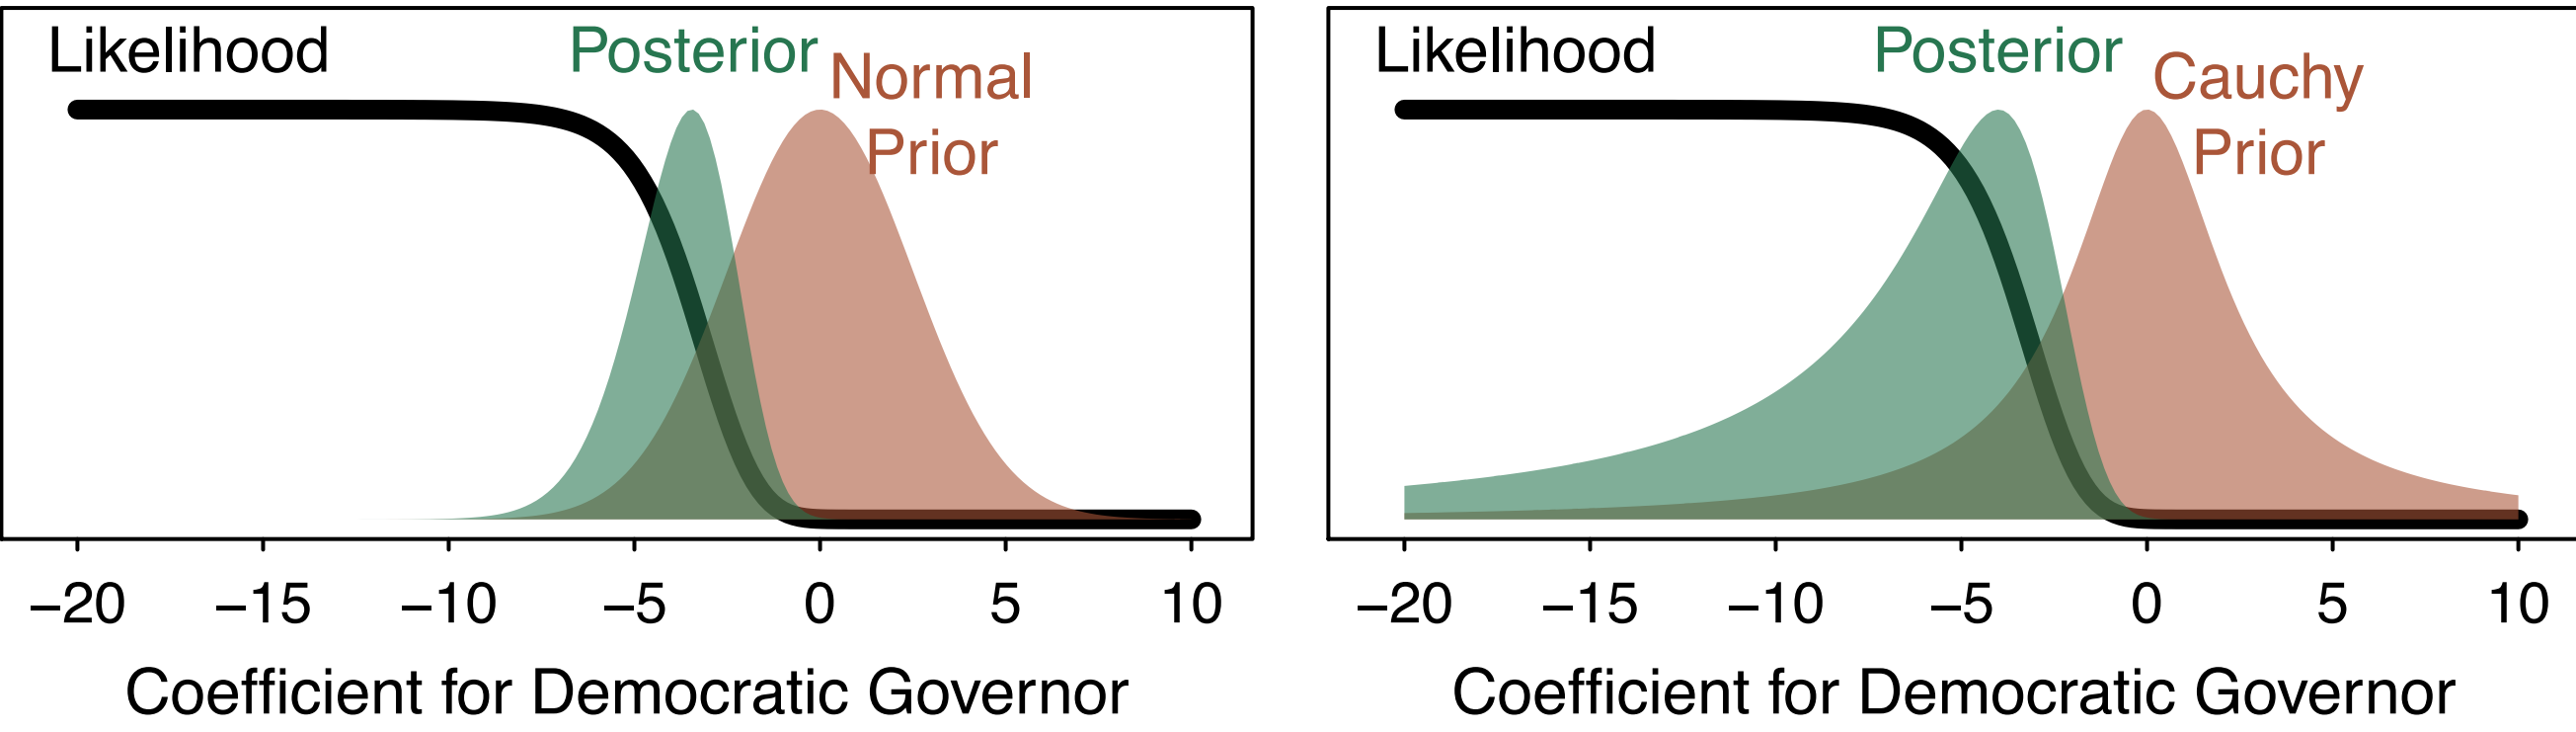 Likelihood
Posterior
Normal
Prior
−20 −15 −10 −5 0 5 10
Coefficient for Democratic Governor
Likelihood
Posterior
Cauchy
Prior
−20 −15 −10 −5 0 5 10
Coefficient for Democratic Governor